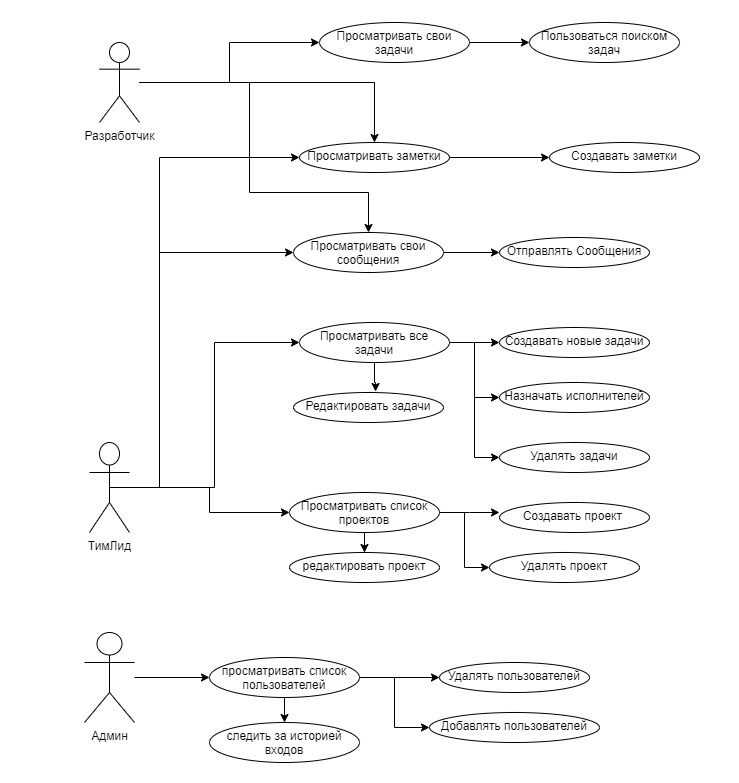 Просматривать свои
задачи
Пользоваться поиском
задач
Разработчик
Просматривать заметки
Создавать заметки
Просматривать свои
сообщения
Отправлять Сообщения
Просматривать все
задачи
Создавать новые задачи
Редактировать задачи
Назначать исполнителей
Удалять задачи
Просматривать список
проектов
Создавать проект
ТимЛид
редактировать проект
Удалять проект
Админ
просматривать список
пользователей
Удалять пользователей
следить за историей
входов
Добавлять пользователей